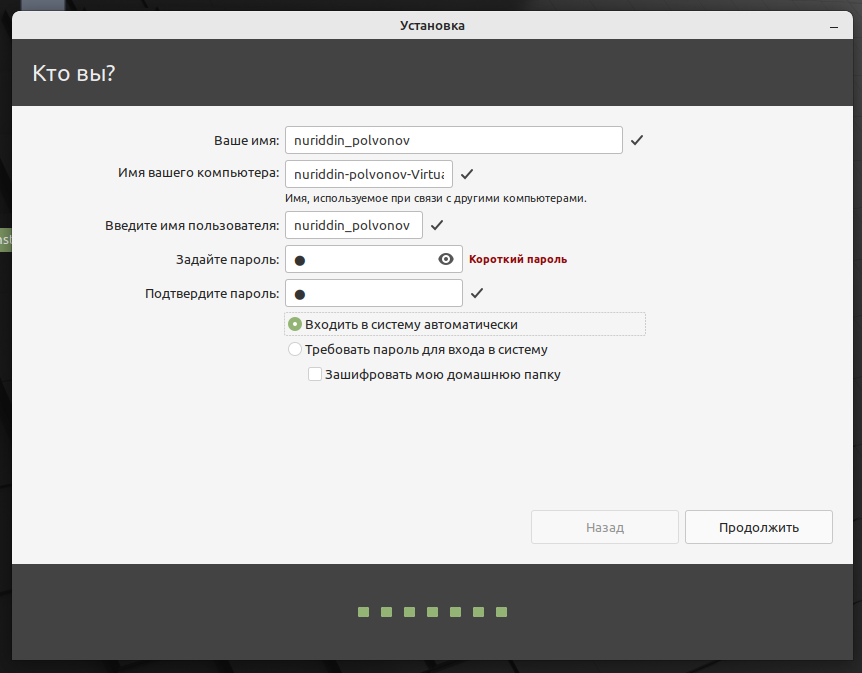 Установка
Кто вы?
Ваше имя: nuriddin_polvonov
Имя вашего компьютера: nuriddin-polvonov-Virtua
Имя, используемое при связи с другими компьютерами.
Введите имя пользователя: nuriddin_polvonov
Задайте пароль: ● Короткий пароль
Подтвердите пароль: ●
Входить в систему автоматически
Требовать пароль для входа в систему
Зашифровать мою домашнюю папку
Назад Продолжить